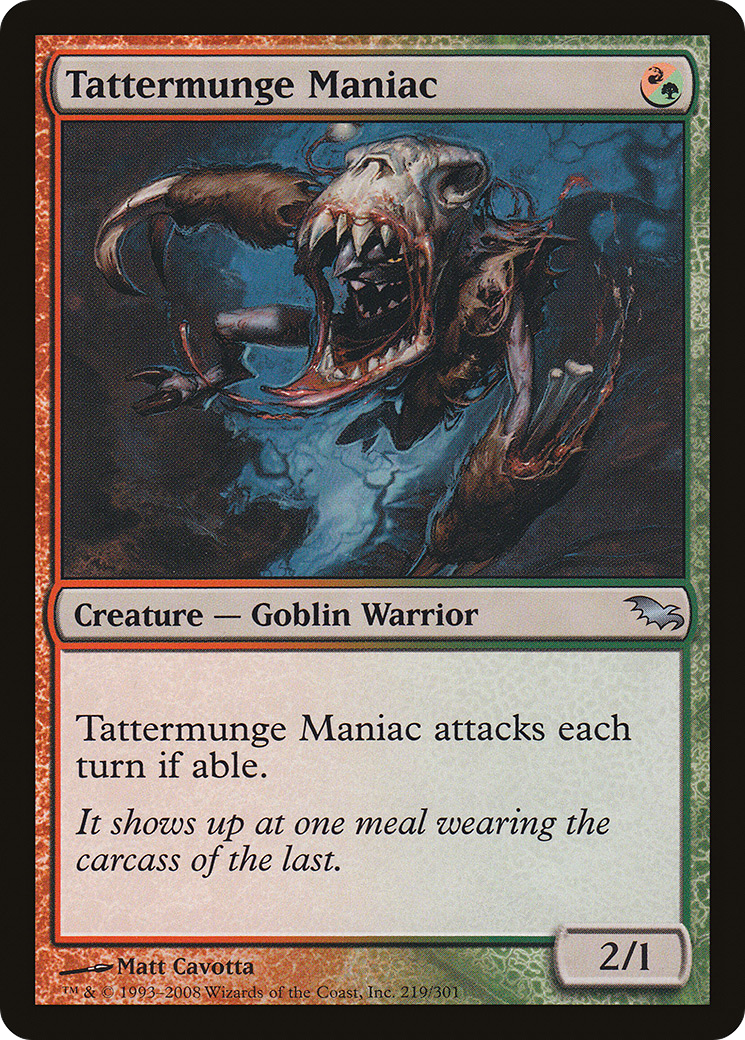 Tattermunge Maniac
Creature — Goblin Warrior
Tattermunge Maniac attacks each
turn if able.
It shows up at one meal wearing the
carcass of the last.
2/1
Matt Cavotta
™ & © 1993–2008 Wizards of the Coast, Inc. 219/301